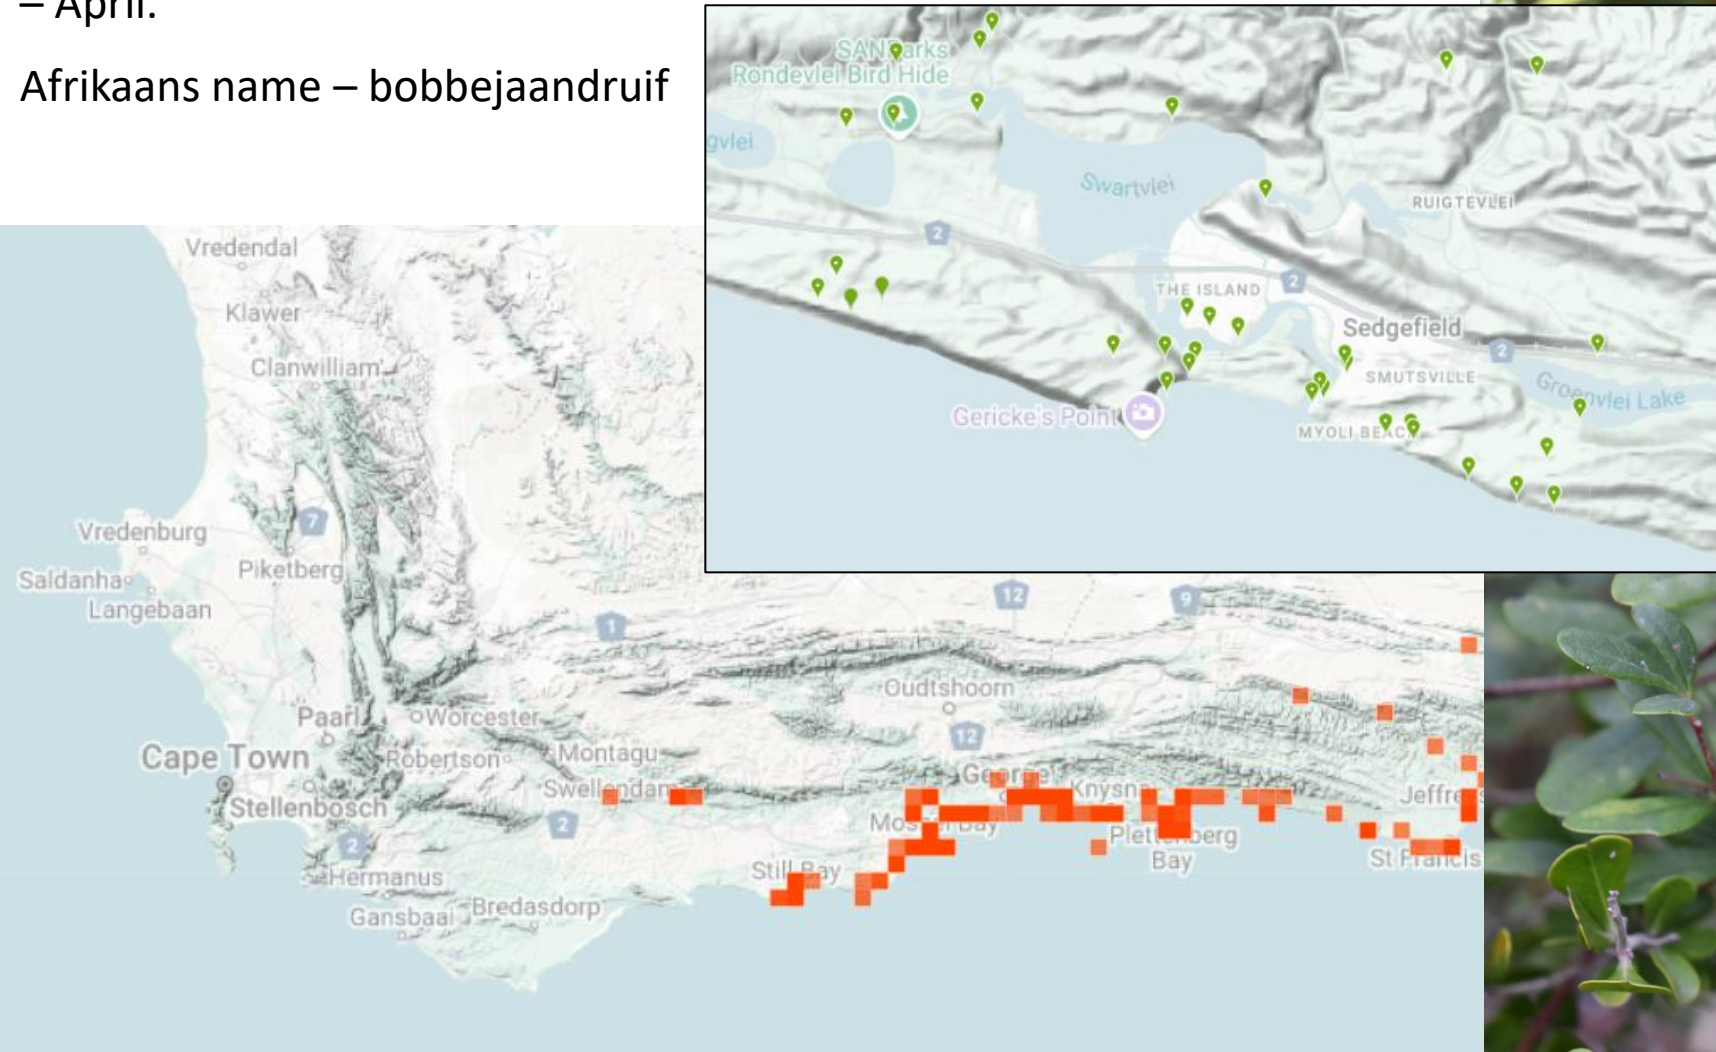 – April.
Afrikaans name – bobbejaandruif
SANParks
Rondevlei Bird Hide
gvlei
Swartvlei
RUIGTEVLEI
2
THE ISLAND
2
Sedgefield
2
SMUTSVILLE
Groenvlei Lake
Gericke's Point
MYOLI BEAC
Vredendal
Klawer
Clanwilliam
7
Vredenburg
Piketberg
Saldanha
Langebaan
12
9
1
Oudtshoorn
Paarl
Worcester
12
Cape Town
Robertson
Montagu
George
Swellendam
Knysna
Jeffreys
Stellenbosch
2
2
Mossel Bay
Plettenberg
Bay
St Francis
Still Bay
Hermanus
Gansbaai
Bredasdorp